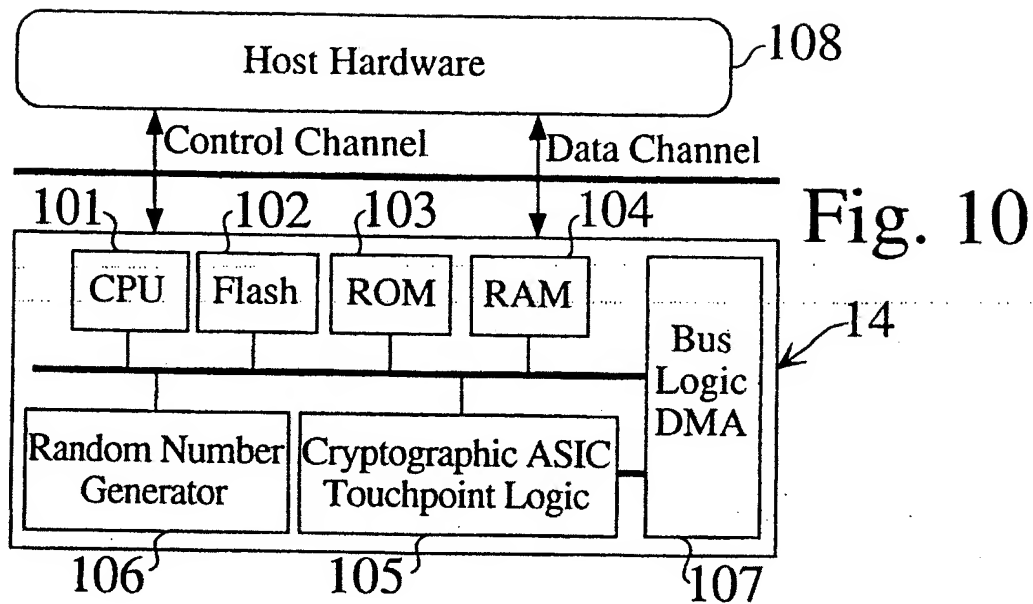 Host Hardware
108
Control Channel
Data Channel
101
102
103
104
Fig. 10
CPU
Flash
ROM
RAM
14
Bus
Logic
DMA
Random Number
Generator
Cryptographic ASIC
Touchpoint Logic
106
105
107